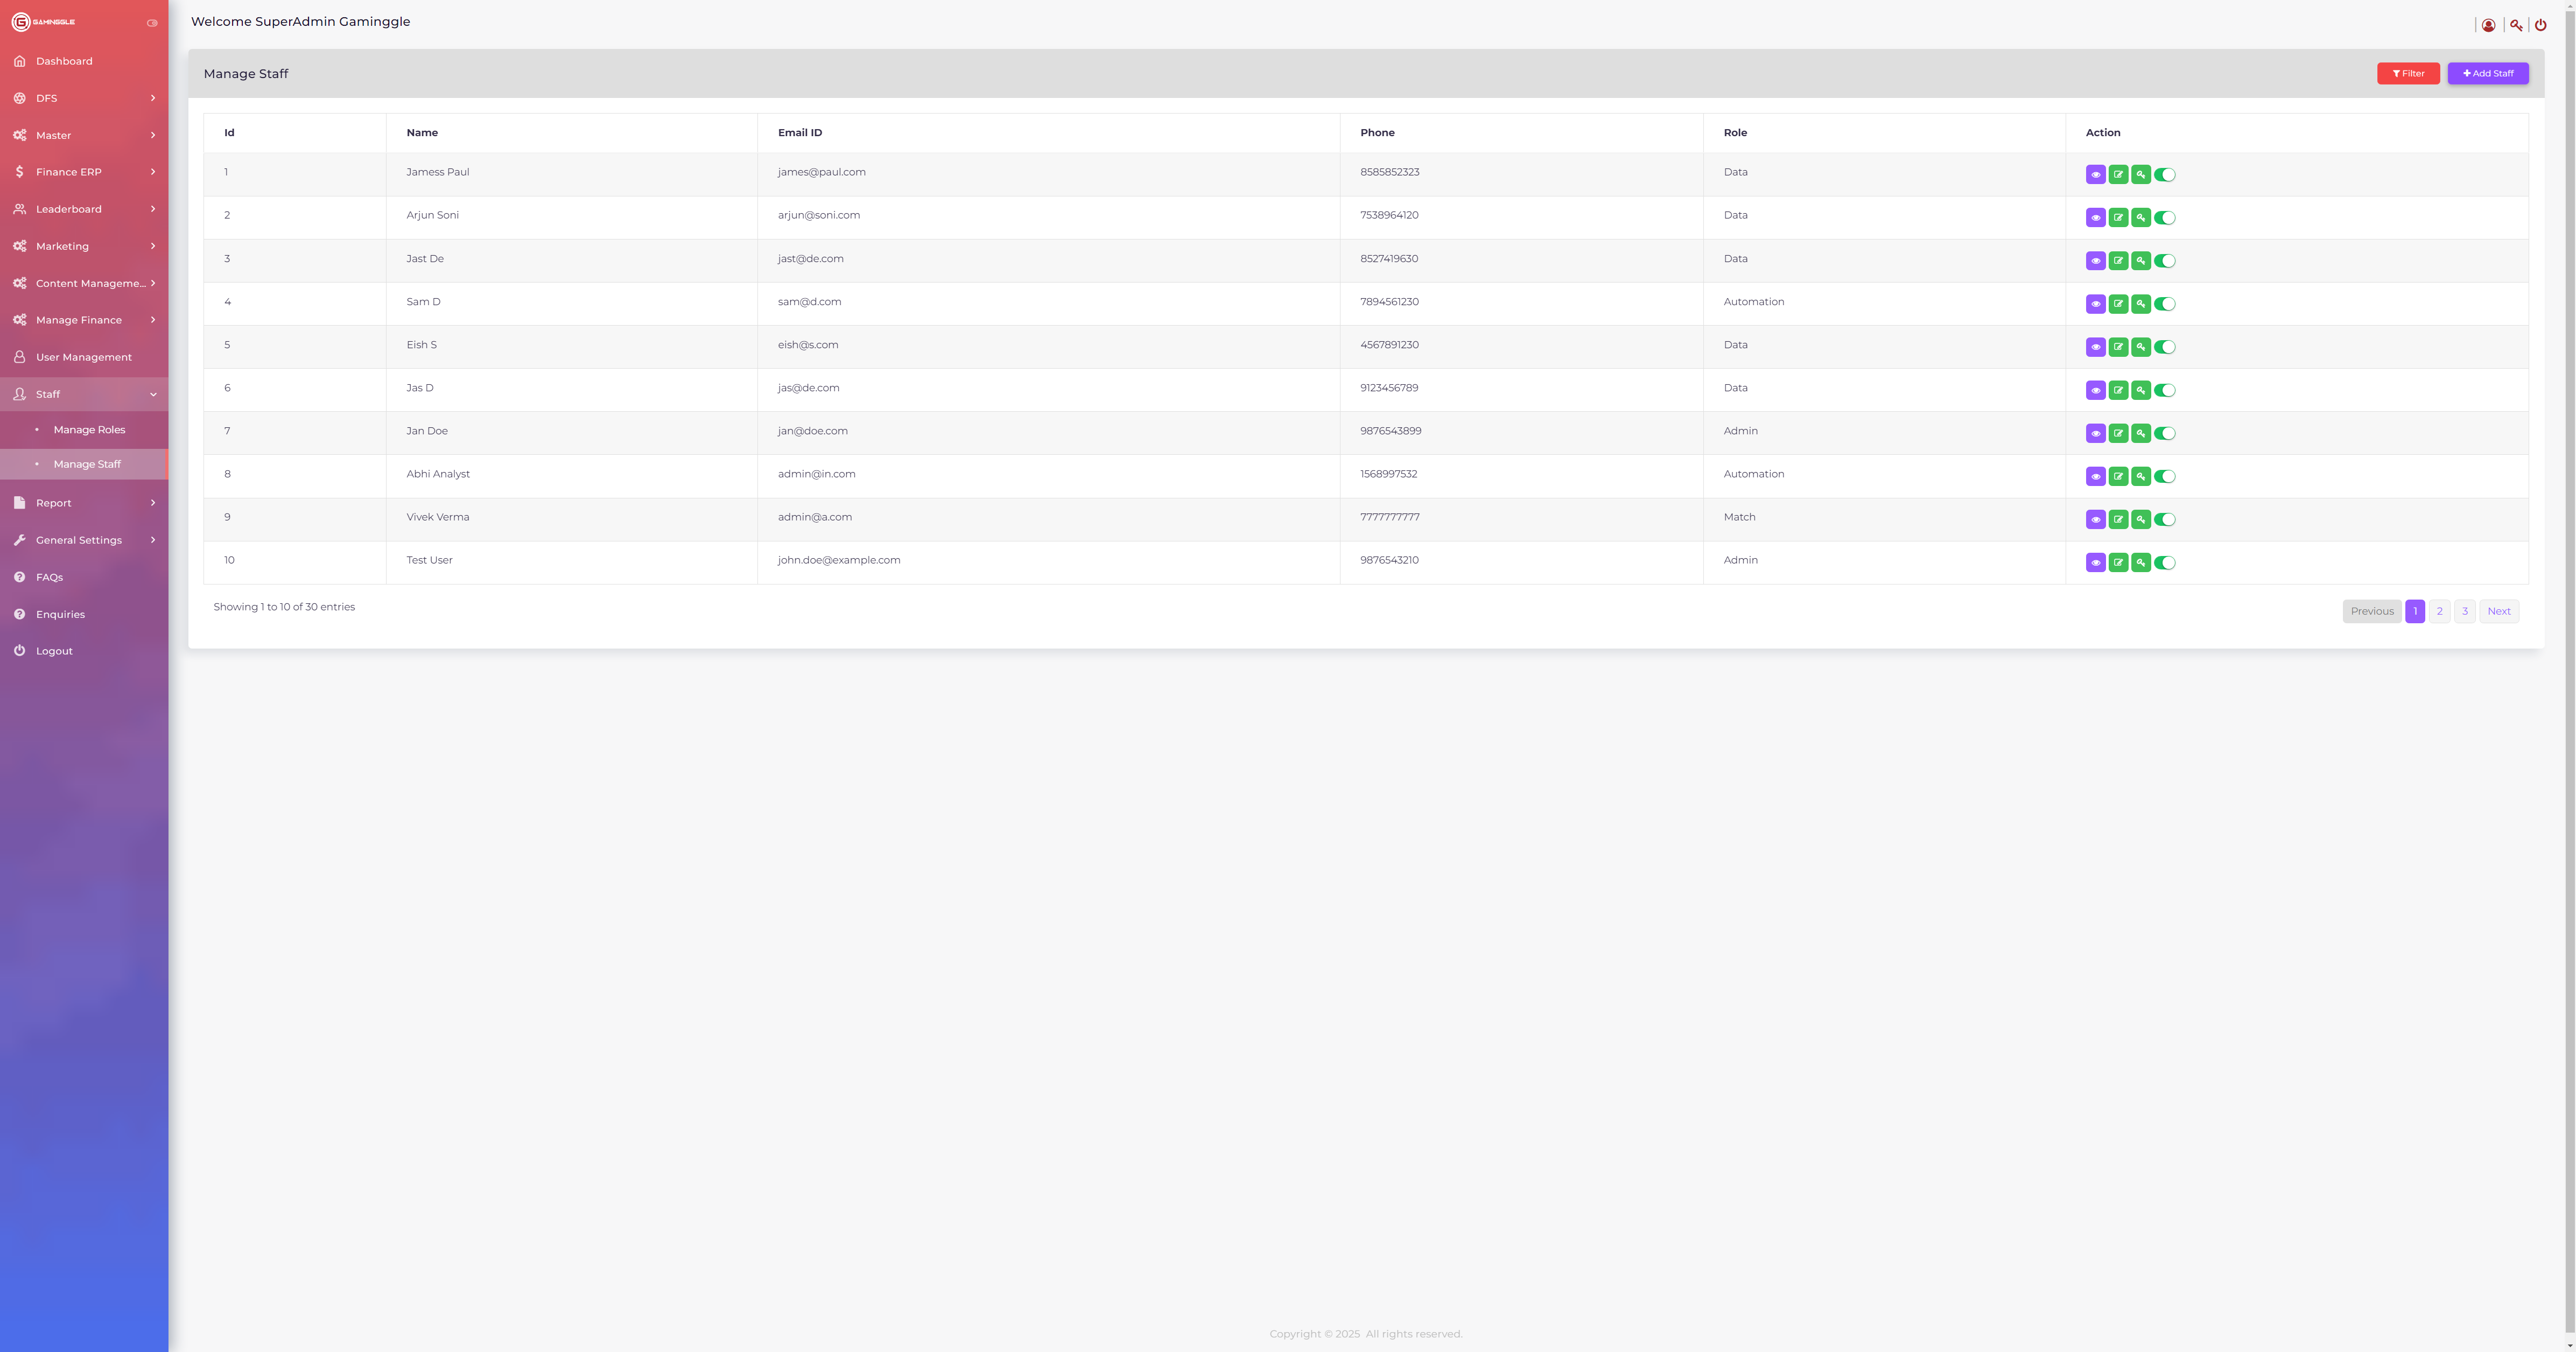 GAMINGGLE
Welcome SuperAdmin Gaminggle
Dashboard
DFS
Master
Finance ERP
Leaderboard
Marketing
Content Manageme...
Manage Finance
User Management
Staff
• Manage Roles
• Manage Staff
Report
General Settings
FAQs
Enquiries
Logout
Manage Staff
Filter
+ Add Staff
Id Name Email ID Phone Role Action
1 Jamess Paul james@paul.com 8585852323 Data
2 Arjun Soni arjun@soni.com 7538964120 Data
3 Jast De jast@de.com 8527419630 Data
4 Sam D sam@d.com 7894561230 Automation
5 Eish S eish@s.com 4567891230 Data
6 Jas D jas@de.com 9123456789 Data
7 Jan Doe jan@doe.com 9876543899 Admin
8 Abhi Analyst admin@in.com 1568997532 Automation
9 Vivek Verma admin@a.com 7777777777 Match
10 Test User john.doe@example.com 9876543210 Admin
Showing 1 to 10 of 30 entries
Previous 1 2 3 Next
Copyright © 2025 All rights reserved.